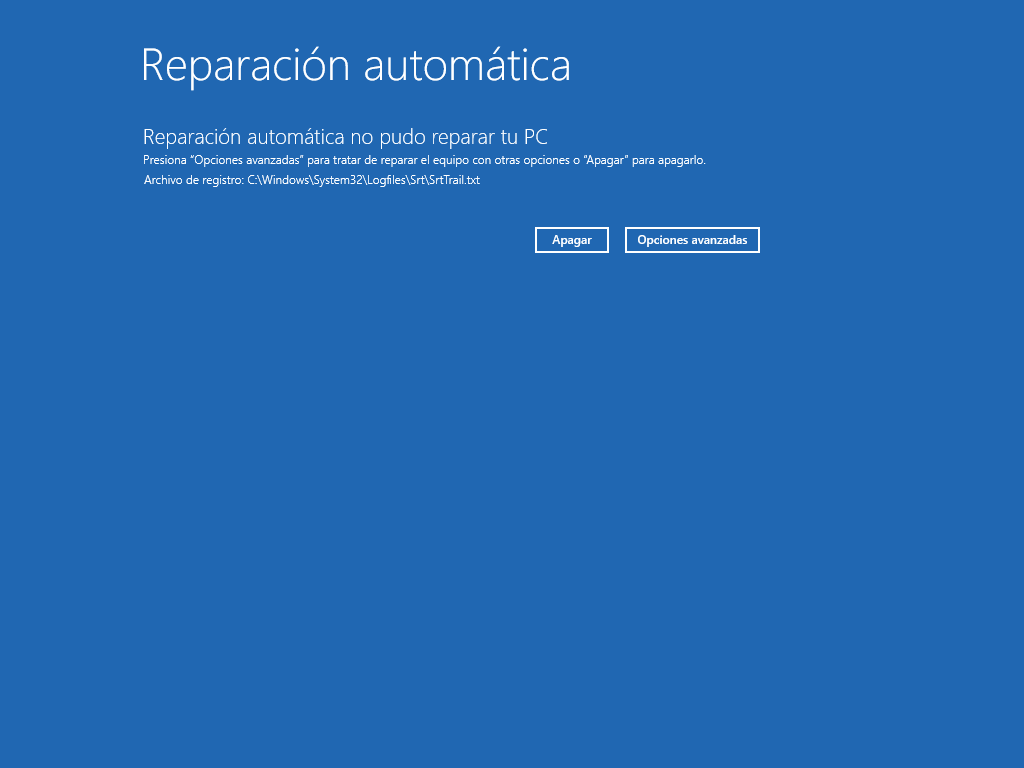 Reparación automática
Reparación automática no pudo reparar tu PC
Presiona "Opciones avanzadas" para tratar de reparar el equipo con otras opciones o "Apagar" para apagarlo.
Archivo de registro: C:\Windows\System32\Logfiles\Srt\SrtTrail.txt
Apagar
Opciones avanzadas